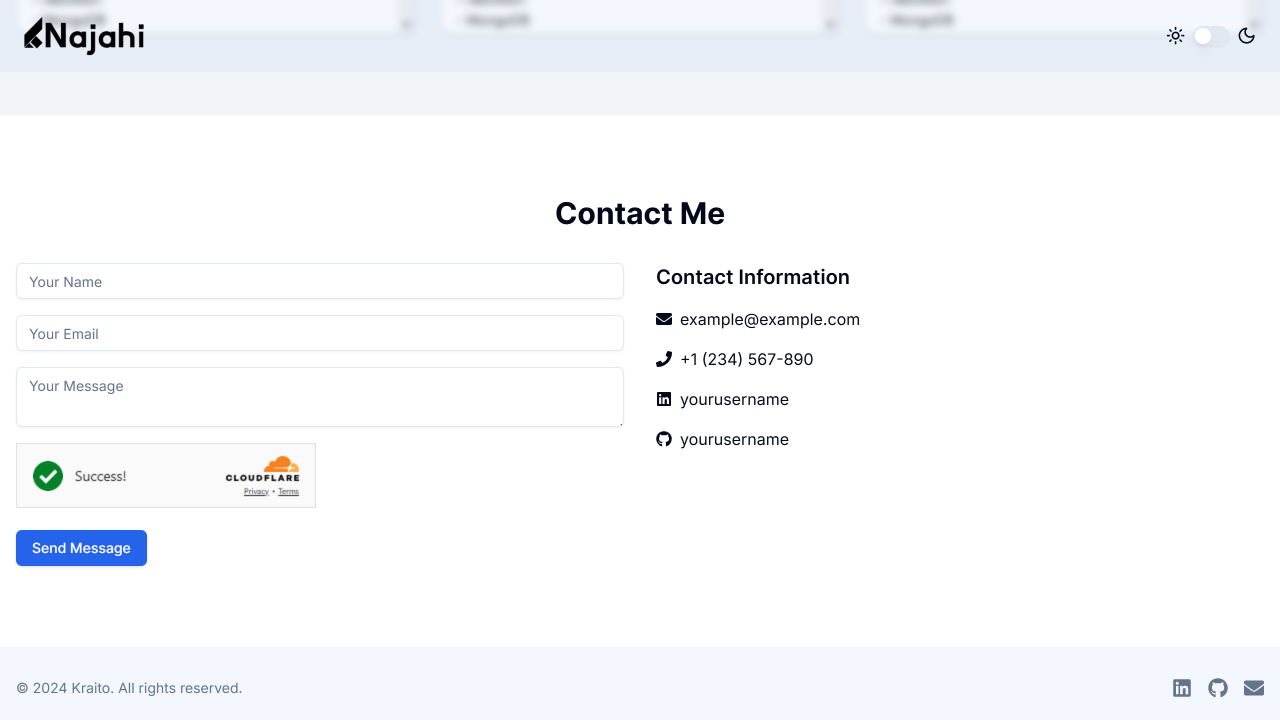 - MongoDB
- MongoDB
- MongoDB
Najahi
Contact Me
Your Name
Your Email
Your Message
Success!
CLOUDFLARE
Privacy • Terms
Send Message
Contact Information
example@example.com
+1 (234) 567-890
yourusername
yourusername
© 2024 Kraito. All rights reserved.